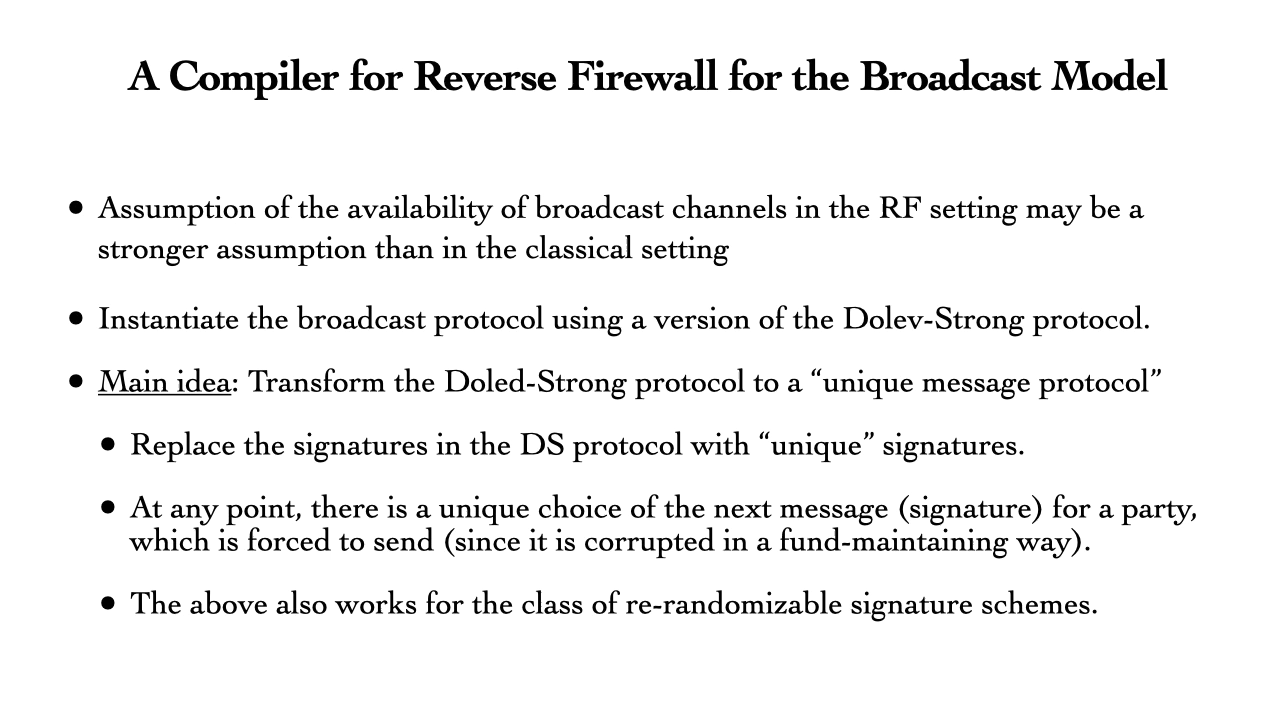 A Compiler for Reverse Firewall for the Broadcast Model
• Assumption of the availability of broadcast channels in the RF setting may be a
stronger assumption than in the classical setting
• Instantiate the broadcast protocol using a version of the Dolev-Strong protocol.
• Main idea: Transform the Doled-Strong protocol to a “unique message protocol”
• Replace the signatures in the DS protocol with “unique” signatures.
• At any point, there is a unique choice of the next message (signature) for a party,
which is forced to send (since it is corrupted in a fund-maintaining way).
• The above also works for the class of re-randomizable signature schemes.